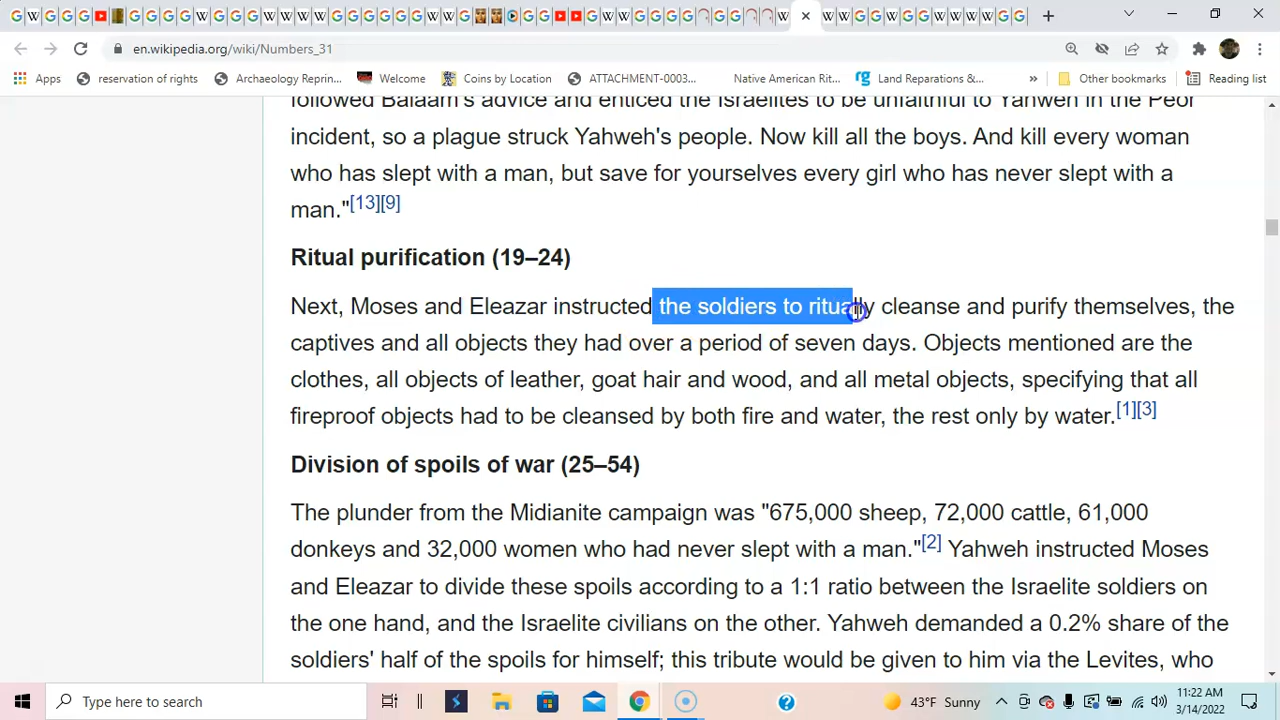 en.wikipedia.org/wiki/Numbers_31
Apps reservation of rights Archaeology Reprin... Welcome Coins by Location ATTACHMENT-0003... Native American Rit... Land Reparations &... » Other bookmarks Reading list
followed Balaam's advice and enticed the Israelites to be unfaithful to Yahweh in the Peor
incident, so a plague struck Yahweh's people. Now kill all the boys. And kill every woman
who has slept with a man, but save for yourselves every girl who has never slept with a
man."[13][9]
Ritual purification (19–24)
Next, Moses and Eleazar instructed the soldiers to ritually cleanse and purify themselves, the
captives and all objects they had over a period of seven days. Objects mentioned are the
clothes, all objects of leather, goat hair and wood, and all metal objects, specifying that all
fireproof objects had to be cleansed by both fire and water, the rest only by water.[1][3]
Division of spoils of war (25–54)
The plunder from the Midianite campaign was "675,000 sheep, 72,000 cattle, 61,000
donkeys and 32,000 women who had never slept with a man."[2] Yahweh instructed Moses
and Eleazar to divide these spoils according to a 1:1 ratio between the Israelite soldiers on
the one hand, and the Israelite civilians on the other. Yahweh demanded a 0.2% share of the
soldiers' half of the spoils for himself; this tribute would be given to him via the Levites, who
Type here to search 43°F Sunny 11:22 AM
3/14/2022